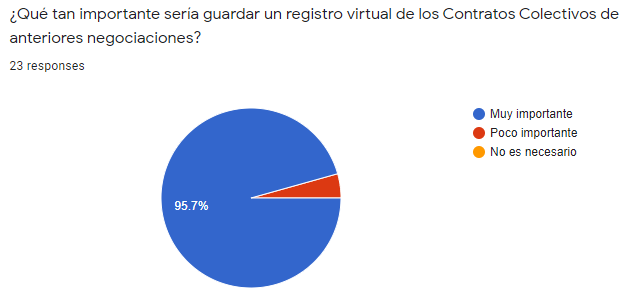 ¿Qué tan importante sería guardar un registro virtual de los Contratos Colectivos de
anteriores negociaciones?
23 responses
Muy importante
Poco importante
No es necesario
95.7%